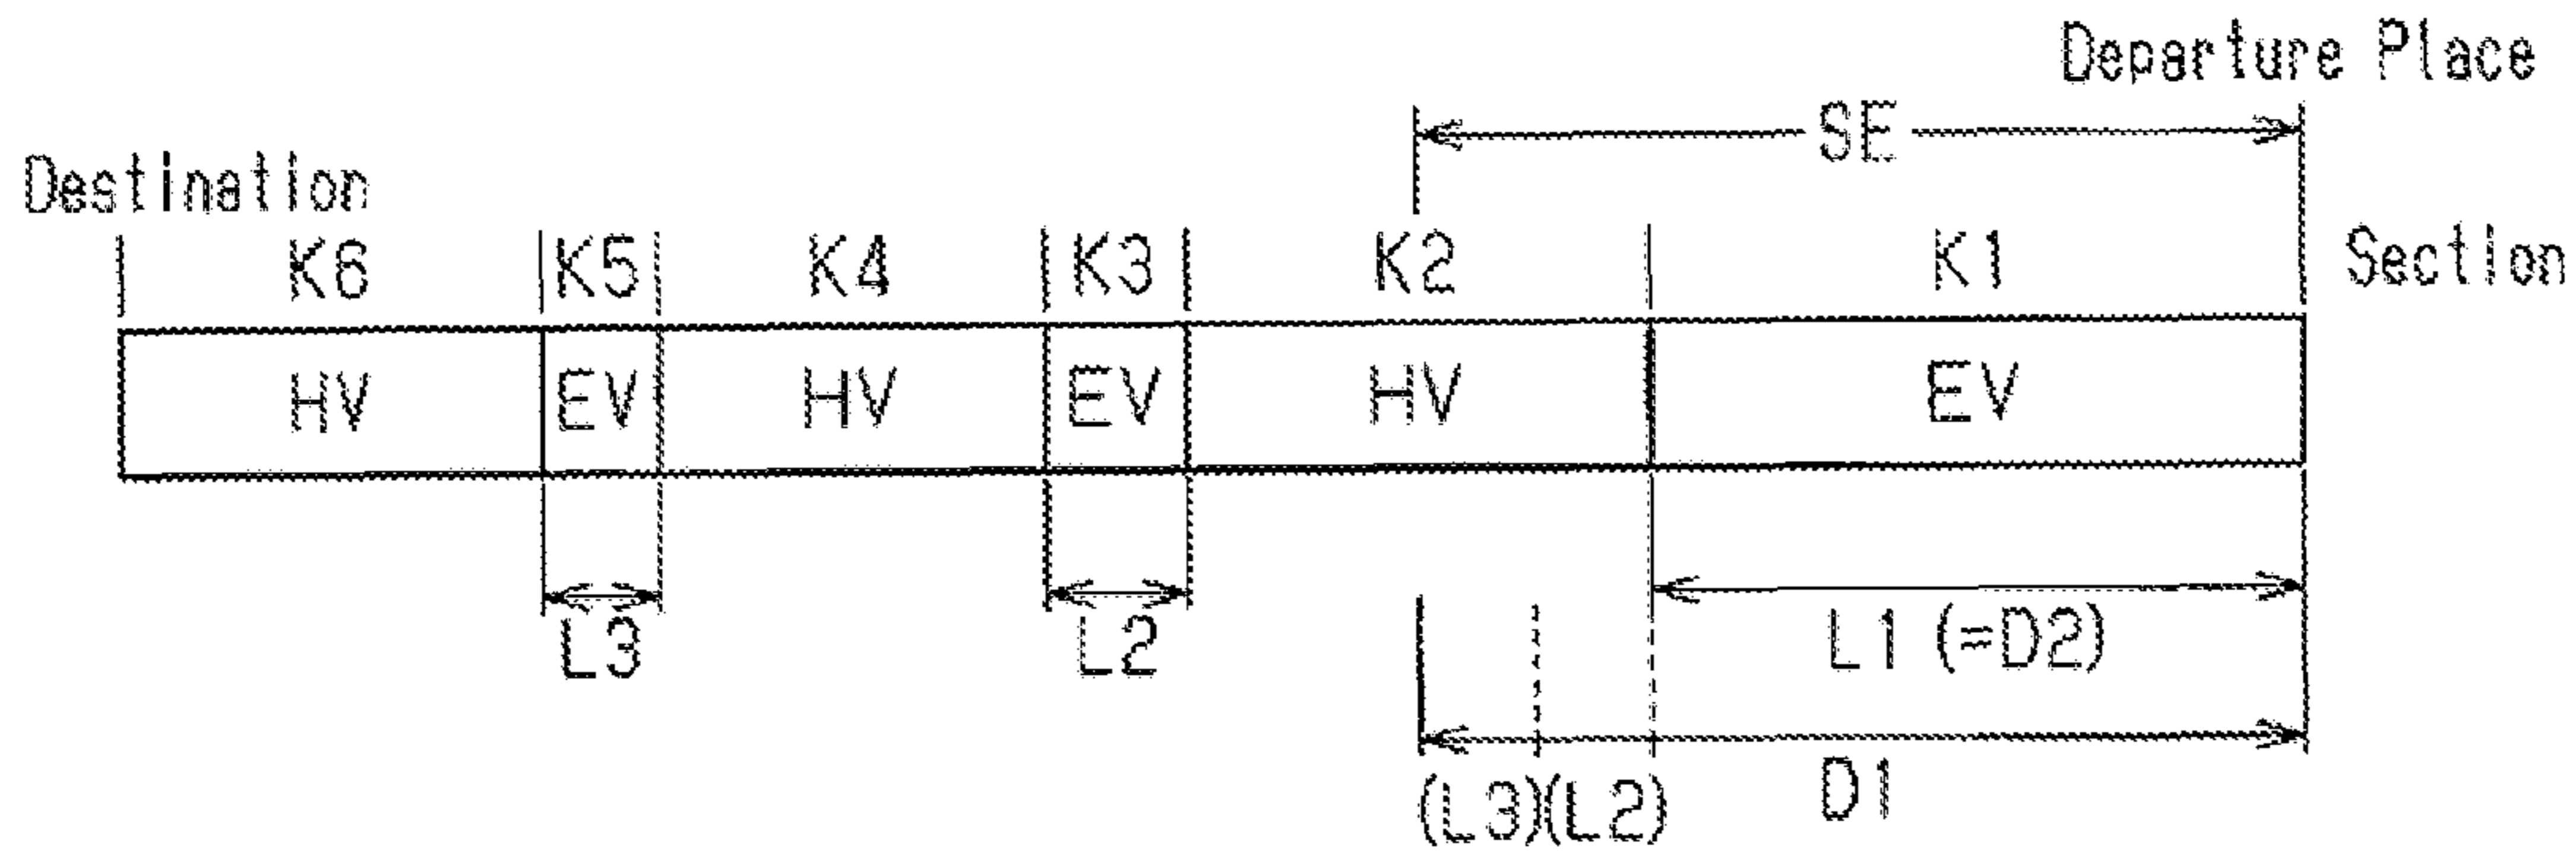 Departure Place
SE
Destination
K6 K5 K4 K3 K2 K1 Section
HV EV HV EV HV EV
L3 L2 L1 (=D2)
(L3)(L2) D1